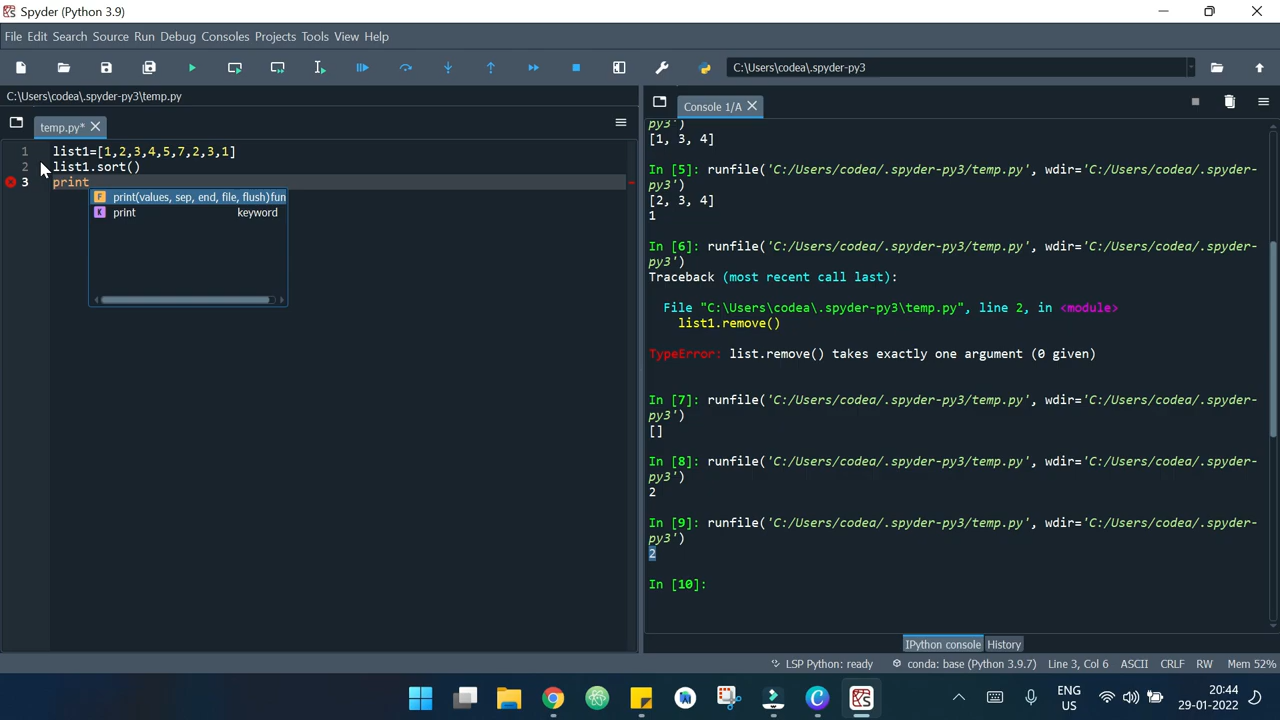 Spyder (Python 3.9)
File Edit Search Source Run Debug Consoles Projects Tools View Help
C:\Users\codea\.spyder-py3
C:\Users\codea\.spyder-py3\temp.py
temp.py*
Console 1/A
1 list1=[1,2,3,4,5,7,2,3,1]
2 list1.sort()
3 print
F print(values, sep, end, file, flush)fun
K print keyword
py3')
[1, 3, 4]
In [5]: runfile('C:/Users/codea/.spyder-py3/temp.py', wdir='C:/Users/codea/.spyder-
py3')
[2, 3, 4]
1
In [6]: runfile('C:/Users/codea/.spyder-py3/temp.py', wdir='C:/Users/codea/.spyder-
py3')
Traceback (most recent call last):
File "C:\Users\codea\.spyder-py3\temp.py", line 2, in <module>
list1.remove()
TypeError: list.remove() takes exactly one argument (0 given)
In [7]: runfile('C:/Users/codea/.spyder-py3/temp.py', wdir='C:/Users/codea/.spyder-
py3')
[]
In [8]: runfile('C:/Users/codea/.spyder-py3/temp.py', wdir='C:/Users/codea/.spyder-
py3')
2
In [9]: runfile('C:/Users/codea/.spyder-py3/temp.py', wdir='C:/Users/codea/.spyder-
py3')
2
In [10]:
IPython console History
LSP Python: ready conda: base (Python 3.9.7) Line 3, Col 6 ASCII CRLF RW Mem 52%
ENG
US
20:44
29-01-2022